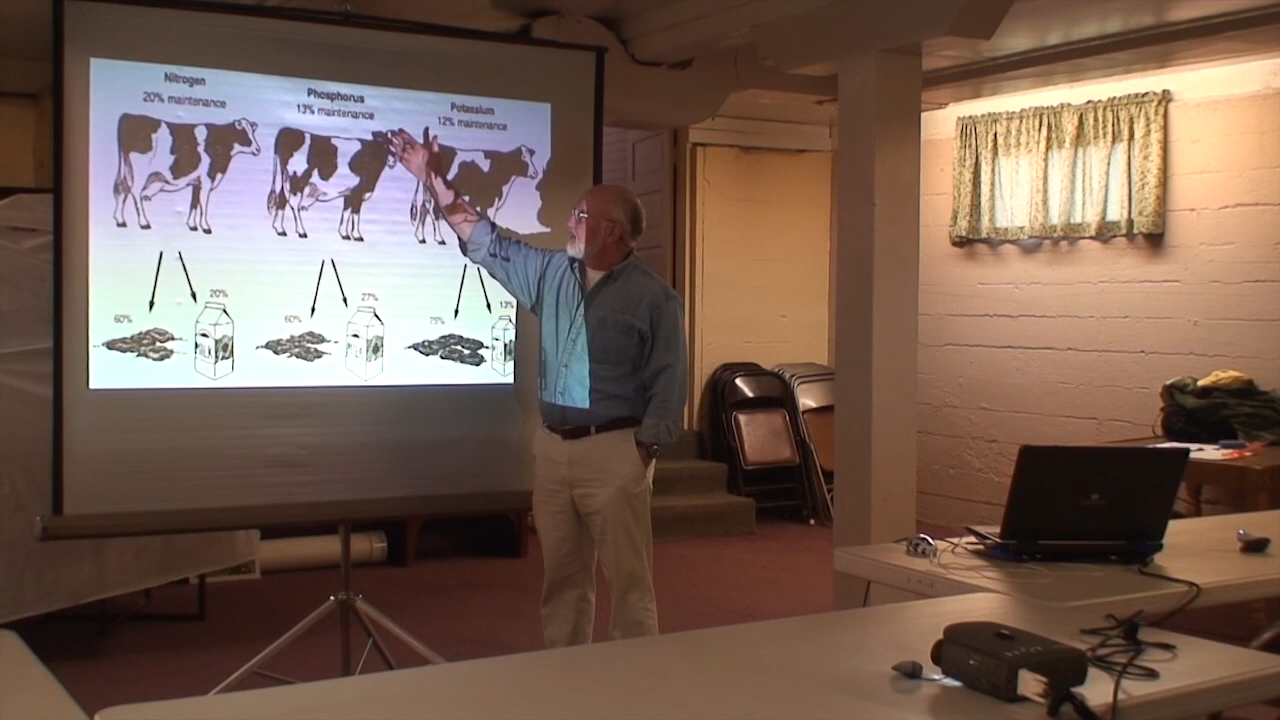 Nitrogen
20% maintenance
Phosphorus
13% maintenance
Potassium
12% maintenance
60%
20%
60%
27%
75%
13%